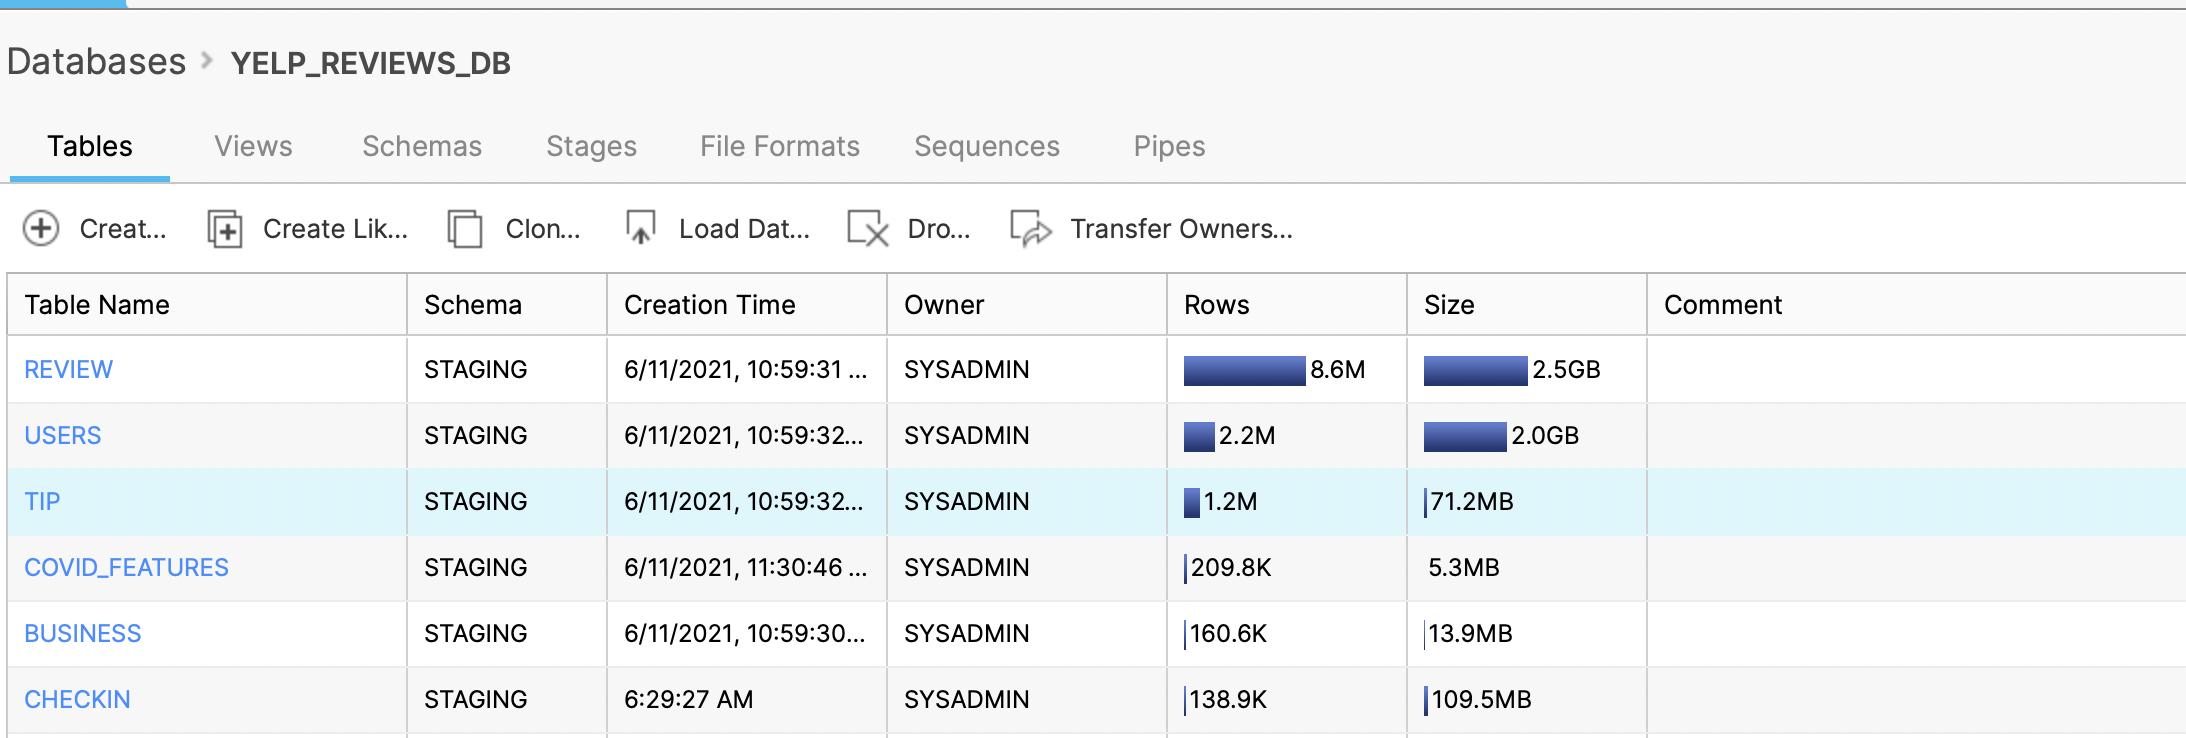 Databases > YELP_REVIEWS_DB
Tables Views Schemas Stages File Formats Sequences Pipes
Creat... Create Lik... Clon... Load Dat... Dro... Transfer Owners...
Table Name Schema Creation Time Owner Rows Size Comment
REVIEW STAGING 6/11/2021, 10:59:31 ... SYSADMIN 8.6M 2.5GB
USERS STAGING 6/11/2021, 10:59:32... SYSADMIN 2.2M 2.0GB
TIP STAGING 6/11/2021, 10:59:32... SYSADMIN 1.2M 71.2MB
COVID_FEATURES STAGING 6/11/2021, 11:30:46 ... SYSADMIN 209.8K 5.3MB
BUSINESS STAGING 6/11/2021, 10:59:30... SYSADMIN 160.6K 13.9MB
CHECKIN STAGING 6:29:27 AM SYSADMIN 138.9K 109.5MB